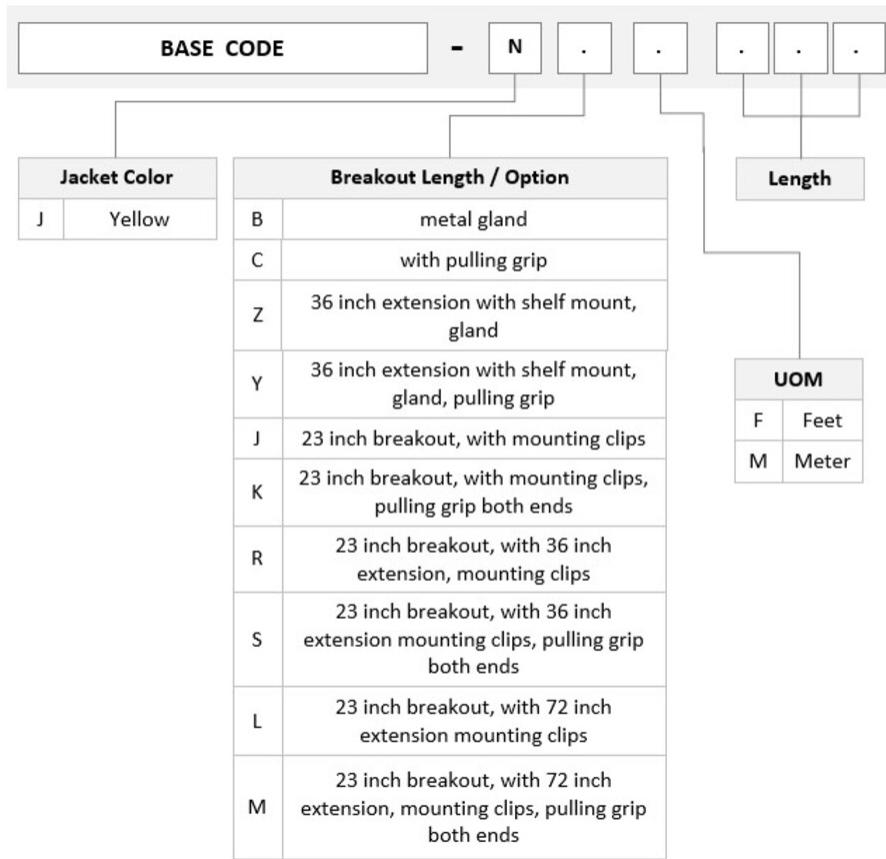 BASE CODE - N . . . . .
Jacket Color
J Yellow
Breakout Length / Option
B metal gland
C with pulling grip
Z 36 inch extension with shelf mount,
gland
Y 36 inch extension with shelf mount,
gland, pulling grip
J 23 inch breakout, with mounting clips
K 23 inch breakout, with mounting clips,
pulling grip both ends
R 23 inch breakout, with 36 inch
extension, mounting clips
S 23 inch breakout, with 36 inch
extension mounting clips, pulling grip
both ends
L 23 inch breakout, with 72 inch
extension mounting clips
M 23 inch breakout, with 72 inch
extension, mounting clips, pulling grip
both ends
Length
UOM
F Feet
M Meter